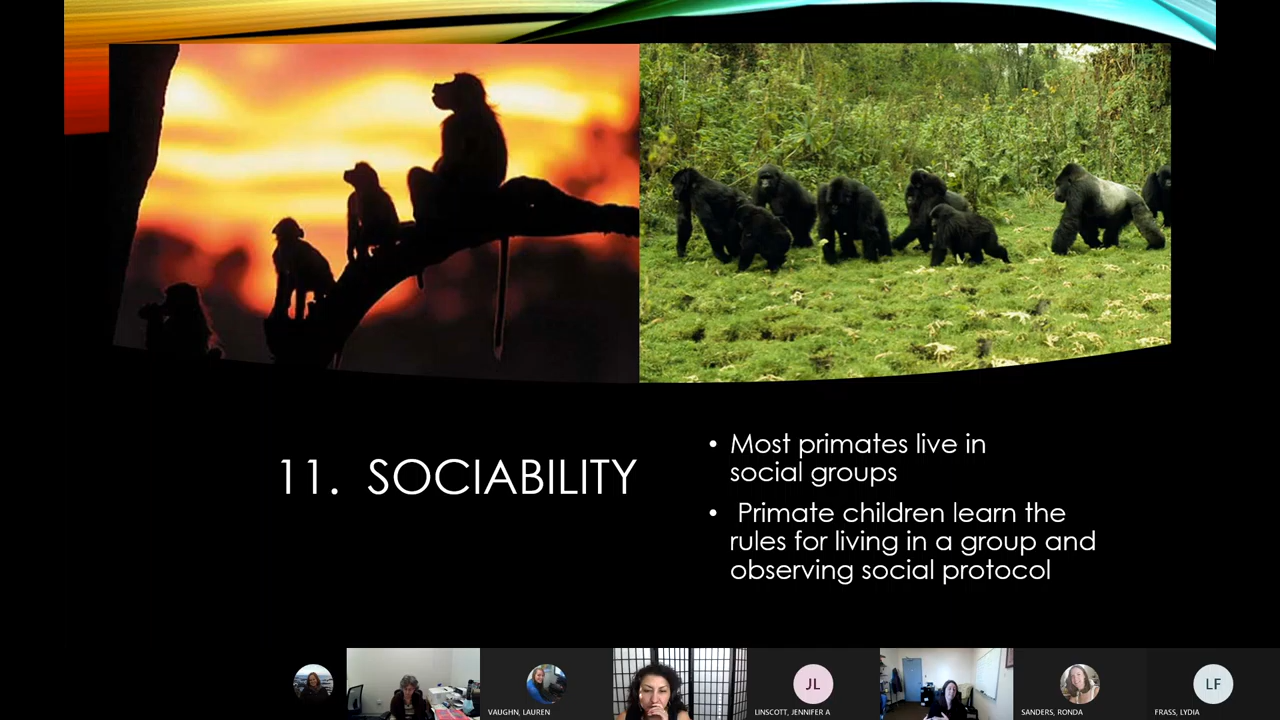 11. SOCIABILITY
• Most primates live in
social groups
• Primate children learn the
rules for living in a group and
observing social protocol
VAUGHN, LAUREN
JL
LINSCOTT, JENNIFER A
SANDERS, RONDA
LF
FRASS, LYDIA